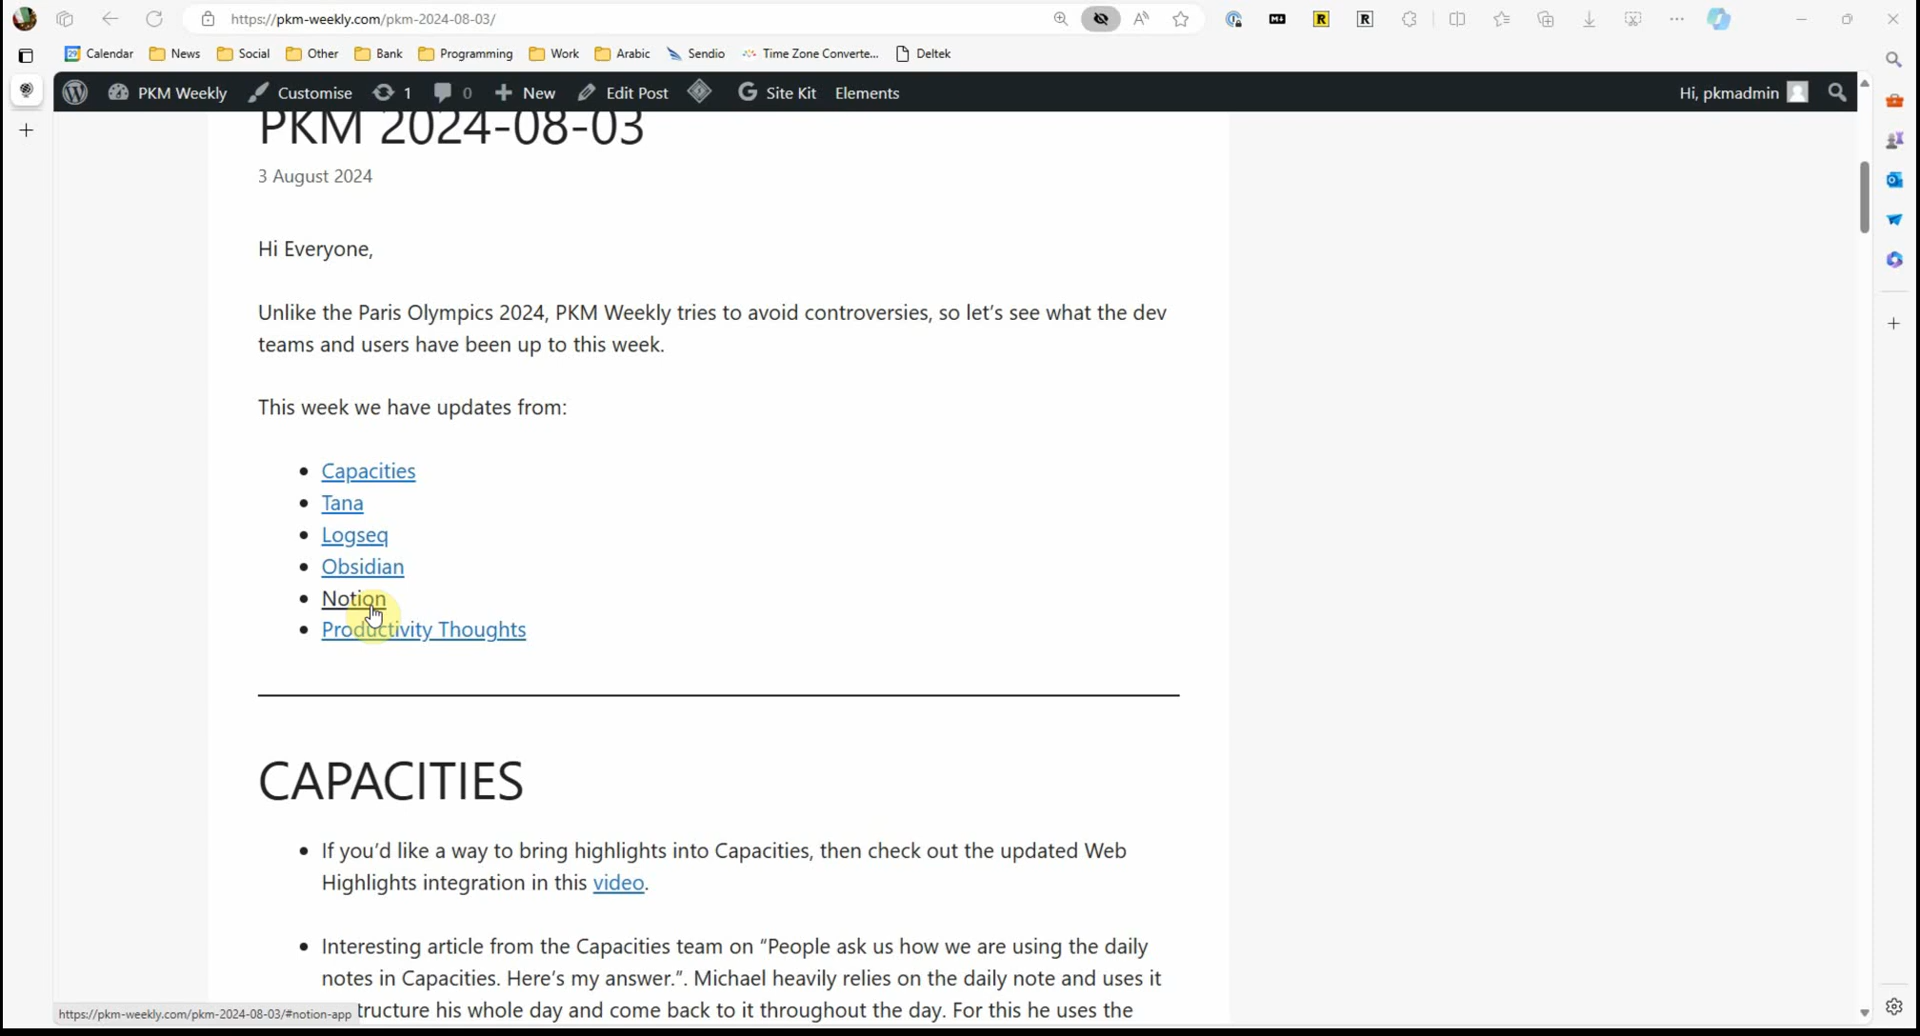 https://pkm-weekly.com/pkm-2024-08-03/
Calendar News Social Other Bank Programming Work Arabic Sendio Time Zone Converte... Deltek
PKM Weekly Customise 1 0 New Edit Post Site Kit Elements Hi, pkmadmin
PKM 2024-08-03
3 August 2024
Hi Everyone,
Unlike the Paris Olympics 2024, PKM Weekly tries to avoid controversies, so let’s see what the dev
teams and users have been up to this week.
This week we have updates from:
• Capacities
• Tana
• Logseq
• Obsidian
• Notion
• Productivity Thoughts
CAPACITIES
• If you’d like a way to bring highlights into Capacities, then check out the updated Web
Highlights integration in this video.
• Interesting article from the Capacities team on “People ask us how we are using the daily
notes in Capacities. Here’s my answer.”. Michael heavily relies on the daily note and uses it
tructure his whole day and come back to it throughout the day. For this he uses the
https://pkm-weekly.com/pkm-2024-08-03/#notion-app